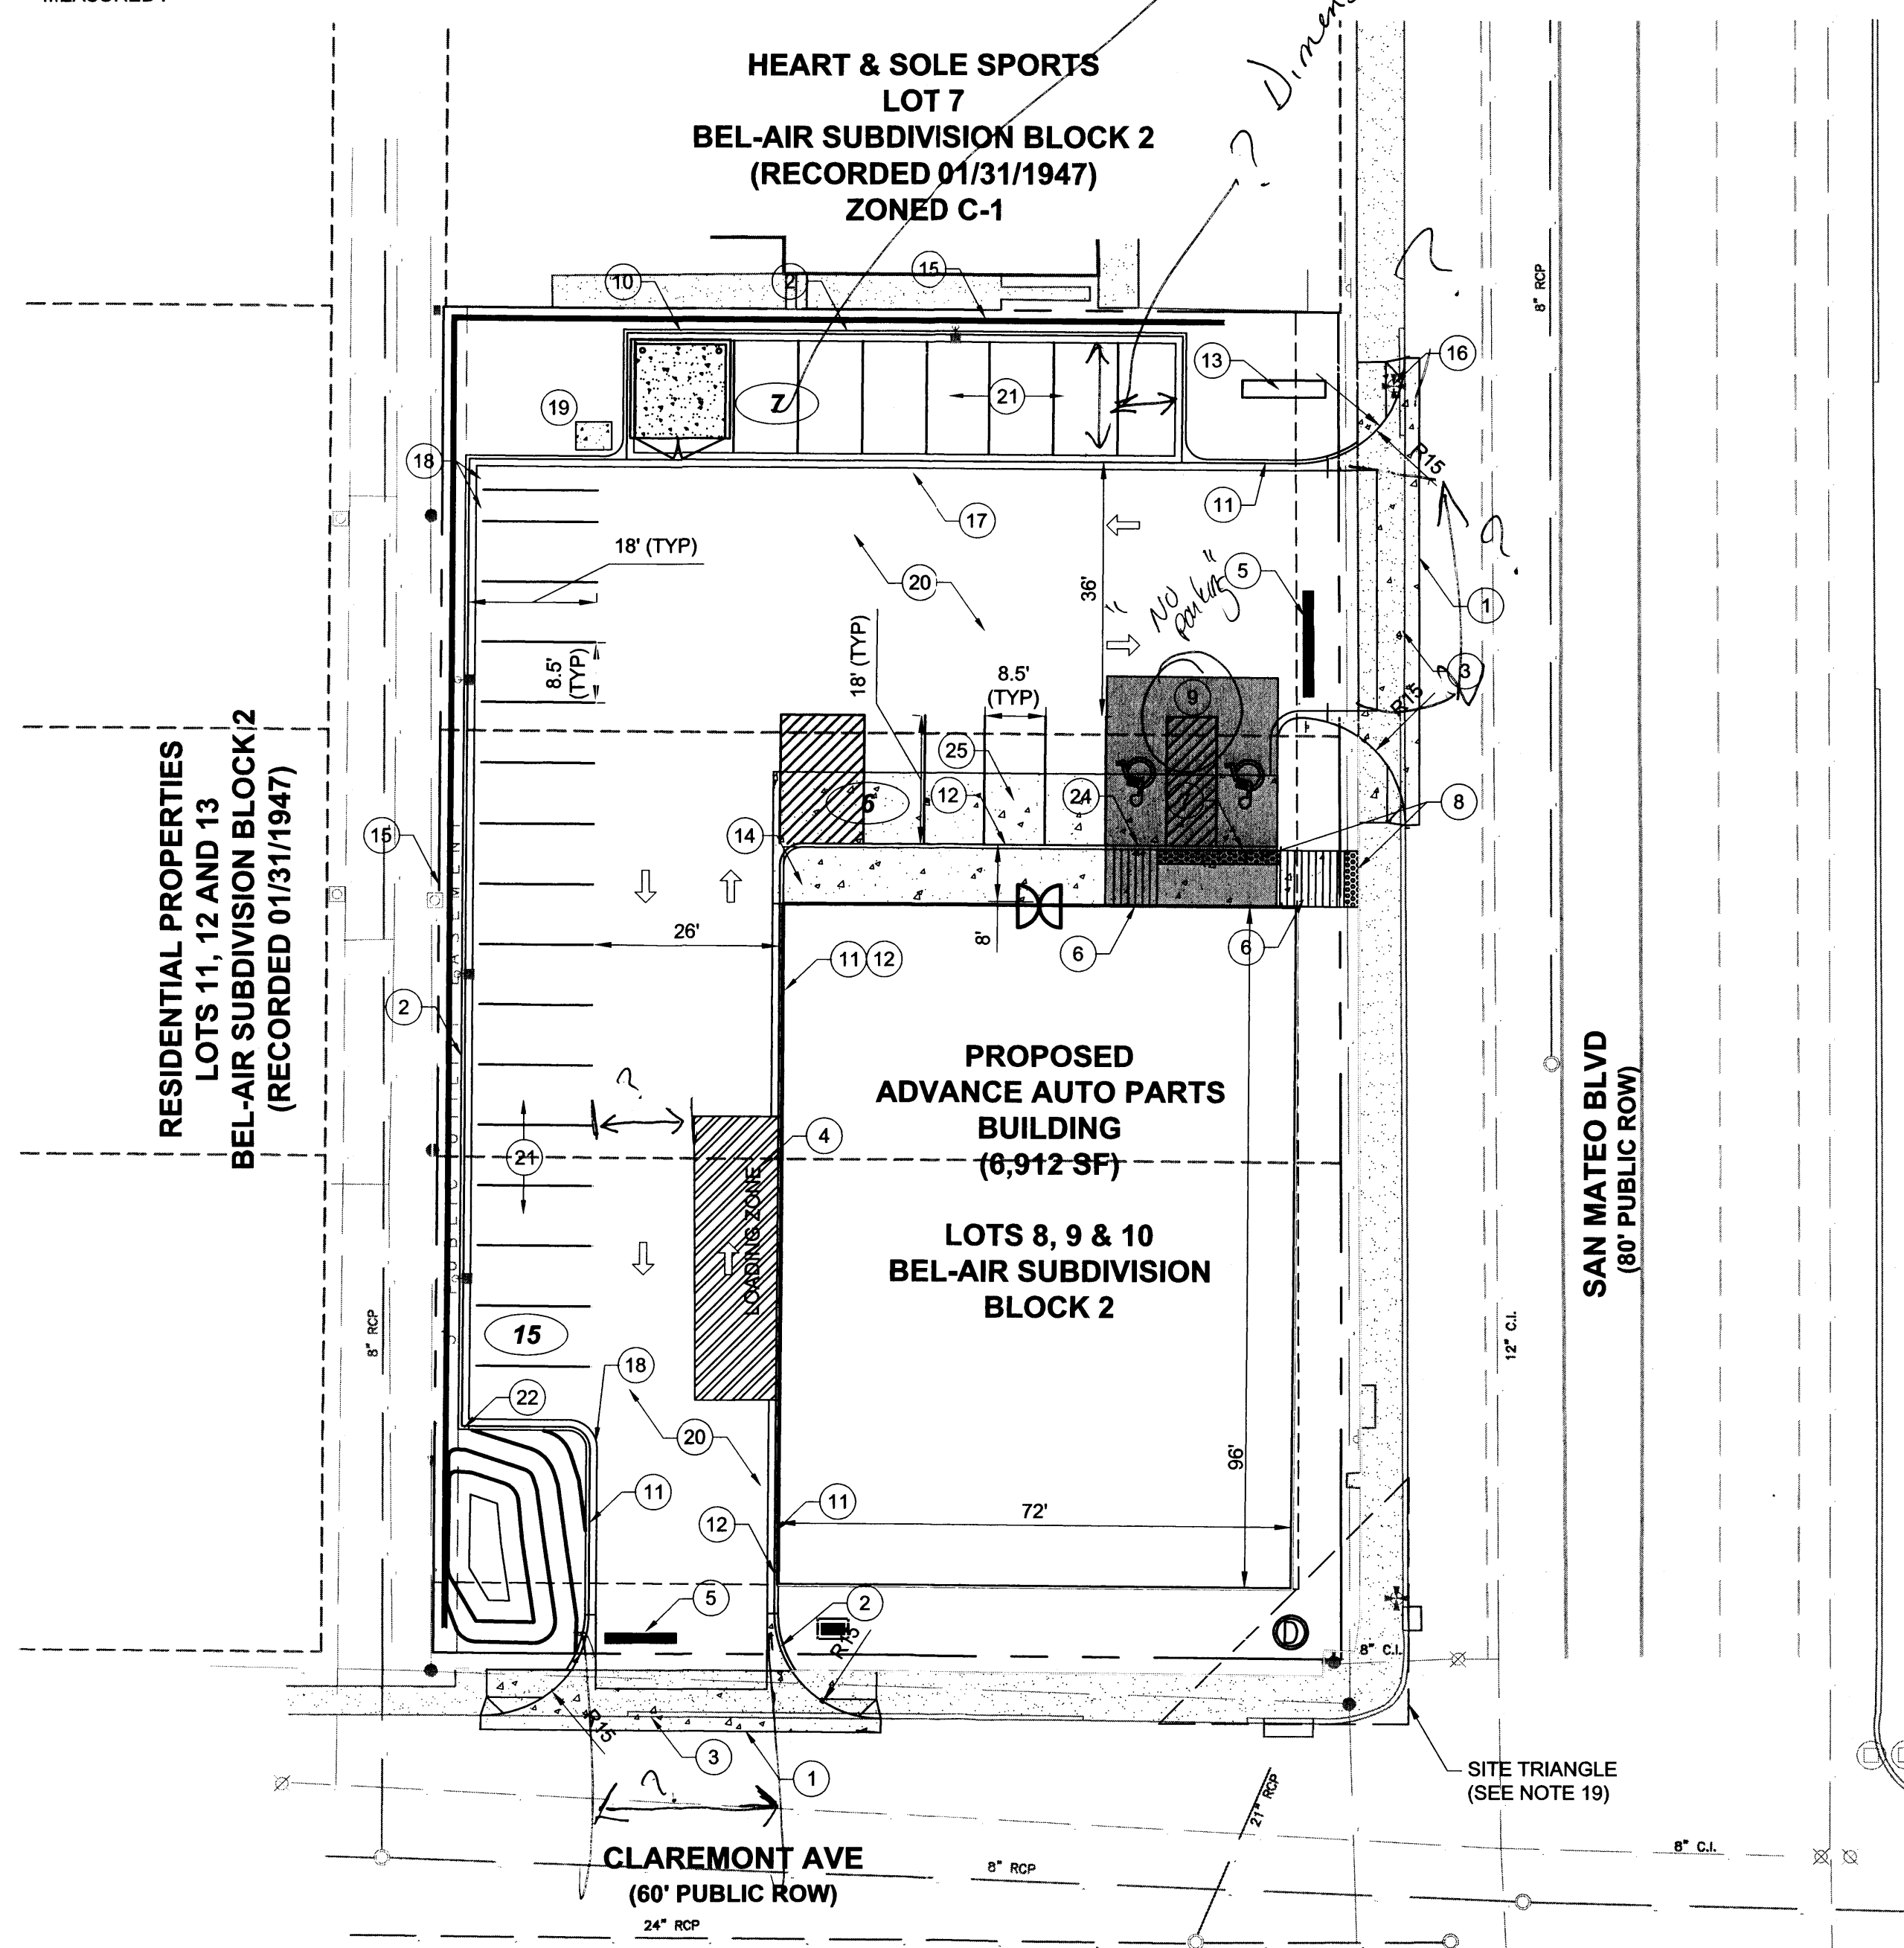 HEART & SOLE SPORTS
LOT 7
BEL-AIR SUBDIVISION BLOCK 2
(RECORDED 01/31/1947)
ZONED C-1
?
?
8" RCP
10
2
15
16
13
7
21
19
18
R15
11
17
18' (TYP)
20
36'
"NO
parking"
5
?
1
3
8.5'
(TYP)
18' (TYP)
8.5'
(TYP)
9
R15
RESIDENTIAL PROPERTIES
LOTS 11, 12 AND 13
BEL-AIR SUBDIVISION BLOCK 2
(RECORDED 01/31/1947)
25
6
12
24
8
14
15
26'
8'
11
12
6
6
2
PUBLIC UTILITY EASEMENT
PROPOSED
ADVANCE AUTO PARTS
BUILDING
(6,912 SF)
LOTS 8, 9 & 10
BEL-AIR SUBDIVISION
BLOCK 2
?
4
21
LOADING ZONE
SAN MATEO BLVD
(80' PUBLIC ROW)
8" RCP
12" C.I.
15
18
22
20
96'
11
12
11
72'
5
2
R15
D
8" C.I.
R15
3
1
SITE TRIANGLE
(SEE NOTE 19)
?
21" RCP
CLAREMONT AVE
(60' PUBLIC ROW)
8" RCP
8" C.I.
24" RCP